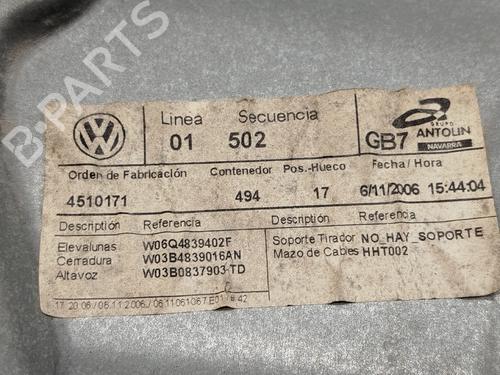 Linea Secuencia
01 502
GB7
GRUPO
ANTOLIN
NAVARRA
Orden de Fabricación Contenedor Pos.-Hueco Fecha/ Hora
4510171 494 17 6/11/2006 15:44:04
Descripción Referencia Descripción Referencia
Elevalunas W06Q4839402F
Soporte Tirador NO_HAY_SOPORTE
Cerradura W03B4839016AN
Mazo de Cables HHT002
Altavoz W03B0837903-TD
B-PARTS